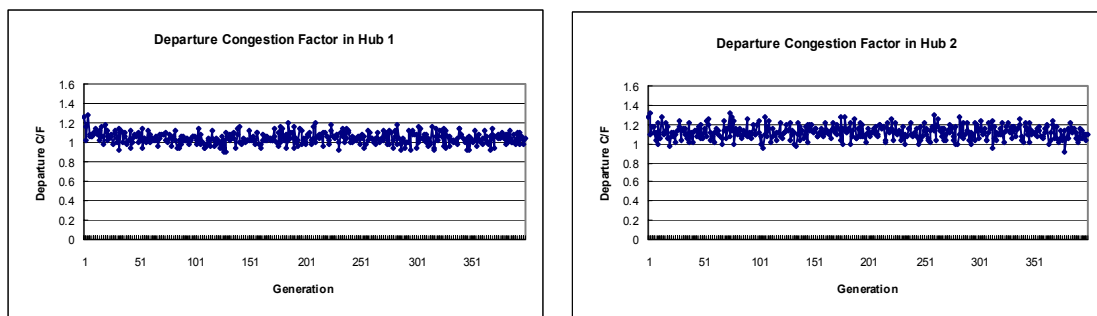 Departure Congestion Factor in Hub 1
Departure C/F
1.6
1.4
1.2
1
0.8
0.6
0.4
0.2
0
1 51 101 151 201 251 301 351
Generation
Departure Congestion Factor in Hub 2
Departure C/F
1.6
1.4
1.2
1
0.8
0.6
0.4
0.2
0
1 51 101 151 201 251 301 351
Generation